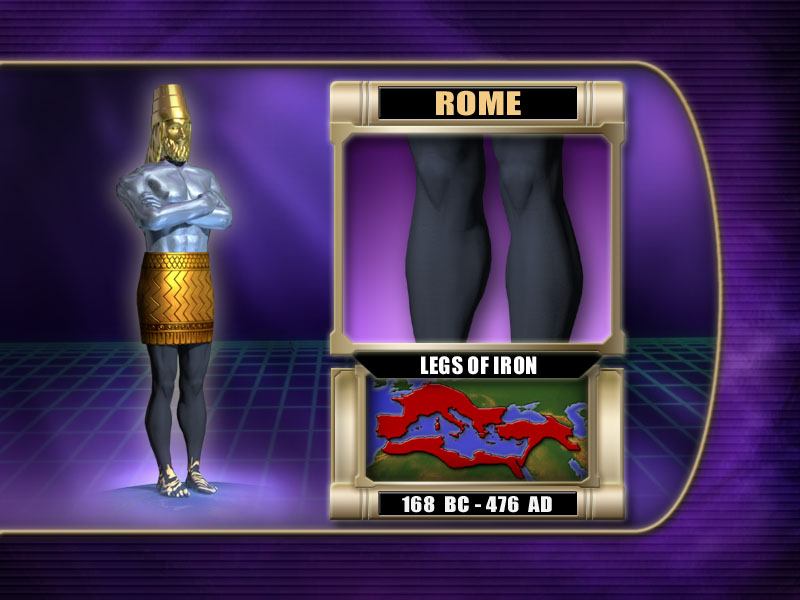 ROME
LEGS OF IRON
168 BC - 476 AD